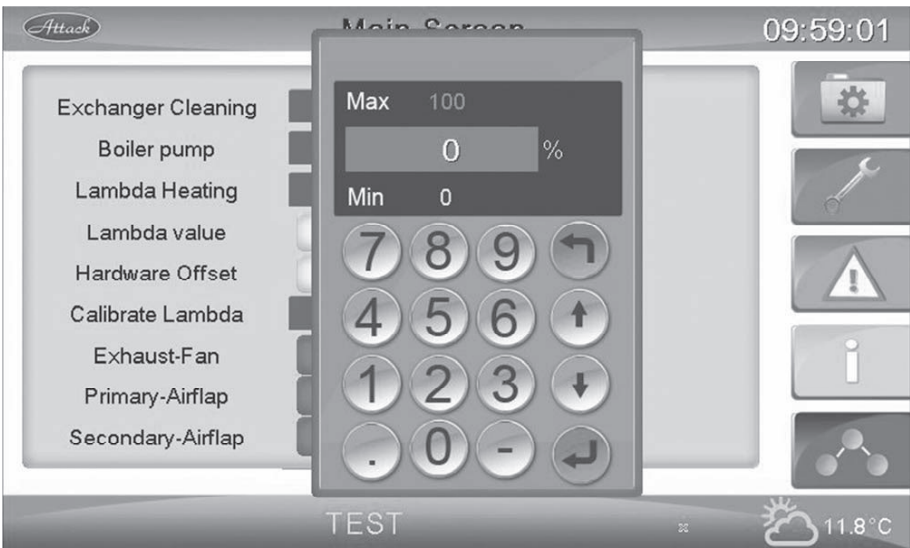 Attack
Main Screen
09:59:01
Exchanger Cleaning
Boiler pump
Lambda Heating
Lambda value
Hardware Offset
Calibrate Lambda
Exhaust-Fan
Primary-Airflap
Secondary-Airflap
Max 100
0 %
Min 0
7 8 9
4 5 6
1 2 3
. 0 -
TEST
11.8°C